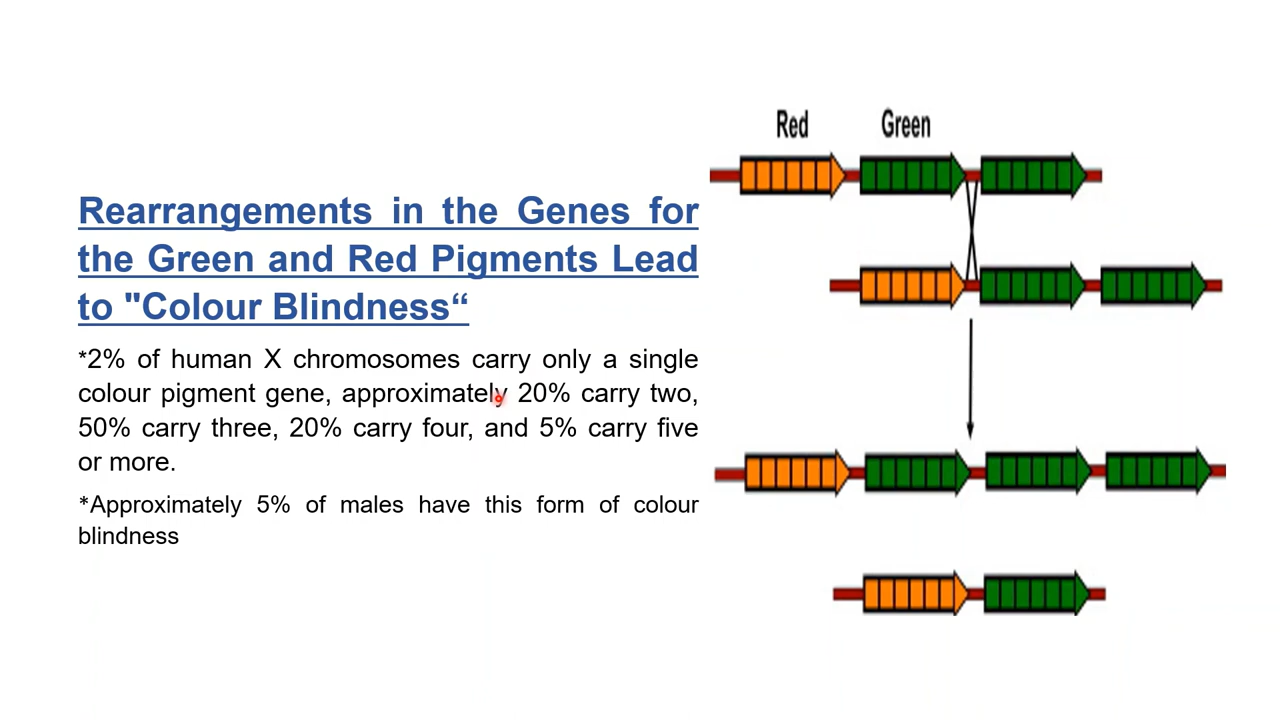 Rearrangements in the Genes for
the Green and Red Pigments Lead
to "Colour Blindness“
*2% of human X chromosomes carry only a single
colour pigment gene, approximately 20% carry two,
50% carry three, 20% carry four, and 5% carry five
or more.
*Approximately 5% of males have this form of colour
blindness
Red
Green